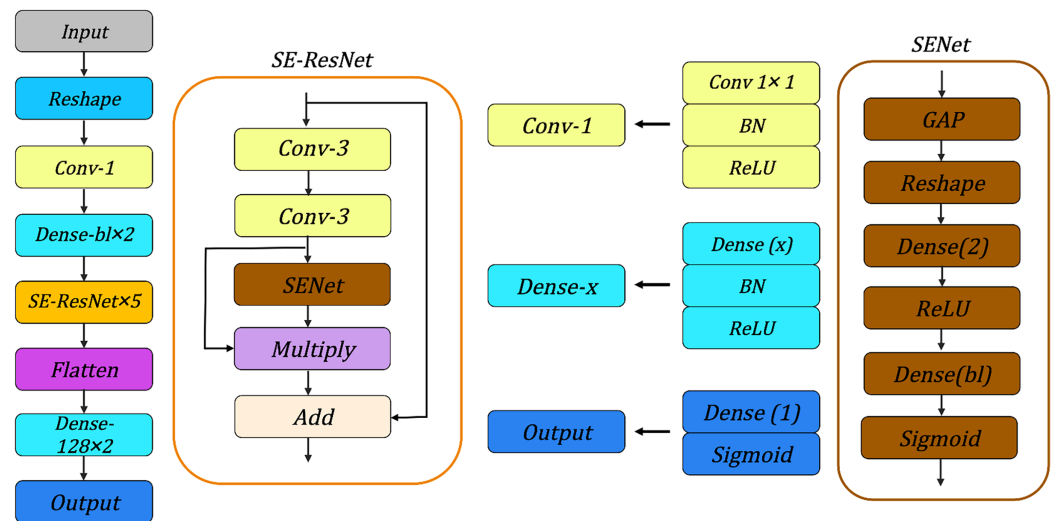 Input
Reshape
Conv-1
Dense-bl×2
SE-ResNet×5
Flatten
Dense-
128×2
Output
SE-ResNet
Conv-3
Conv-3
SENet
Multiply
Add
Conv-1
Conv 1× 1
BN
ReLU
Dense-x
Dense (x)
BN
ReLU
Output
Dense (1)
Sigmoid
SENet
GAP
Reshape
Dense(2)
ReLU
Dense(bl)
Sigmoid